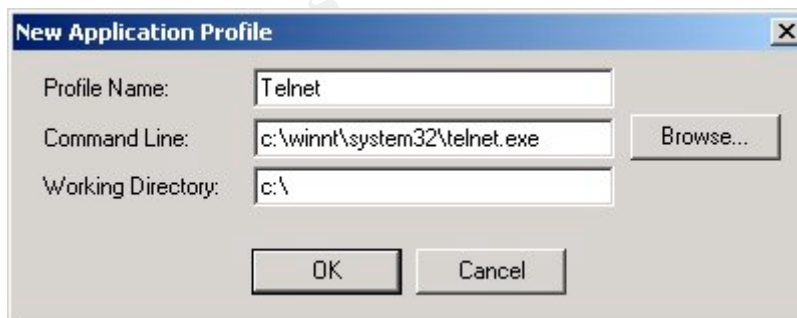 New Application Profile
Profile Name: Telnet
Command Line: c:\winnt\system32\telnet.exe Browse...
Working Directory: c:\
OK Cancel